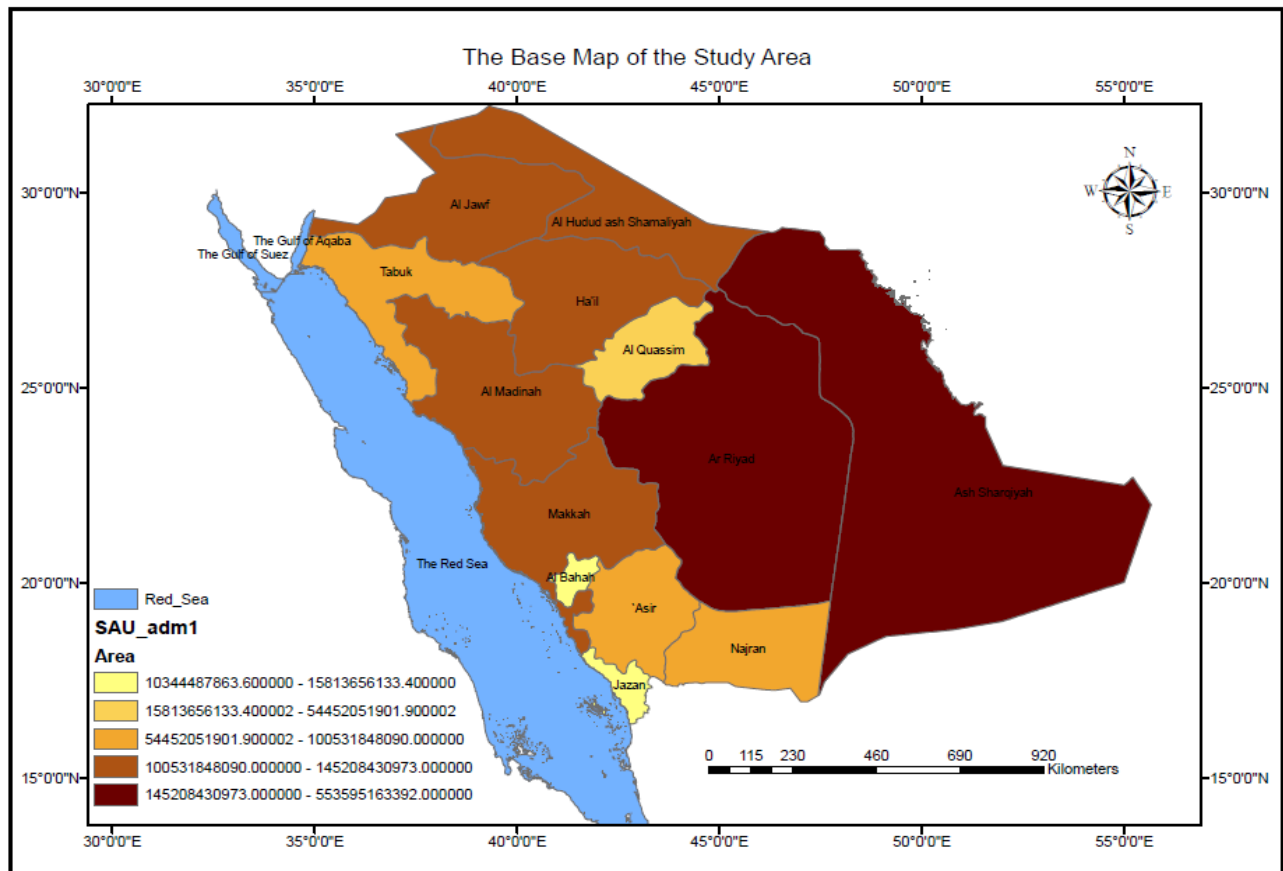 The Base Map of the Study Area
30°0'0"E 35°0'0"E 40°0'0"E 45°0'0"E 50°0'0"E 55°0'0"E
N
W E
S
30°0'0"N 30°0'0"N
Al Jawf
Al Hudud ash Shamaliyah
The Gulf of Aqaba
The Gulf of Suez
Tabuk
Ha'il
Al Quassim
25°0'0"N 25°0'0"N
Al Madinah
Ar Riyad
Ash Sharqiyah
Makkah
The Red Sea
Al Bahah
20°0'0"N 20°0'0"N
`Asir
Najran
Jazan
Red_Sea
SAU_adm1
Area
10344487863.600000 - 15813656133.400000
15813656133.400002 - 54452051901.900002
54452051901.900002 - 100531848090.000000
100531848090.000000 - 145208430973.000000
145208430973.000000 - 553595163392.000000
0 115 230 460 690 920
Kilometers
15°0'0"N 15°0'0"N
30°0'0"E 35°0'0"E 40°0'0"E 45°0'0"E 50°0'0"E 55°0'0"E